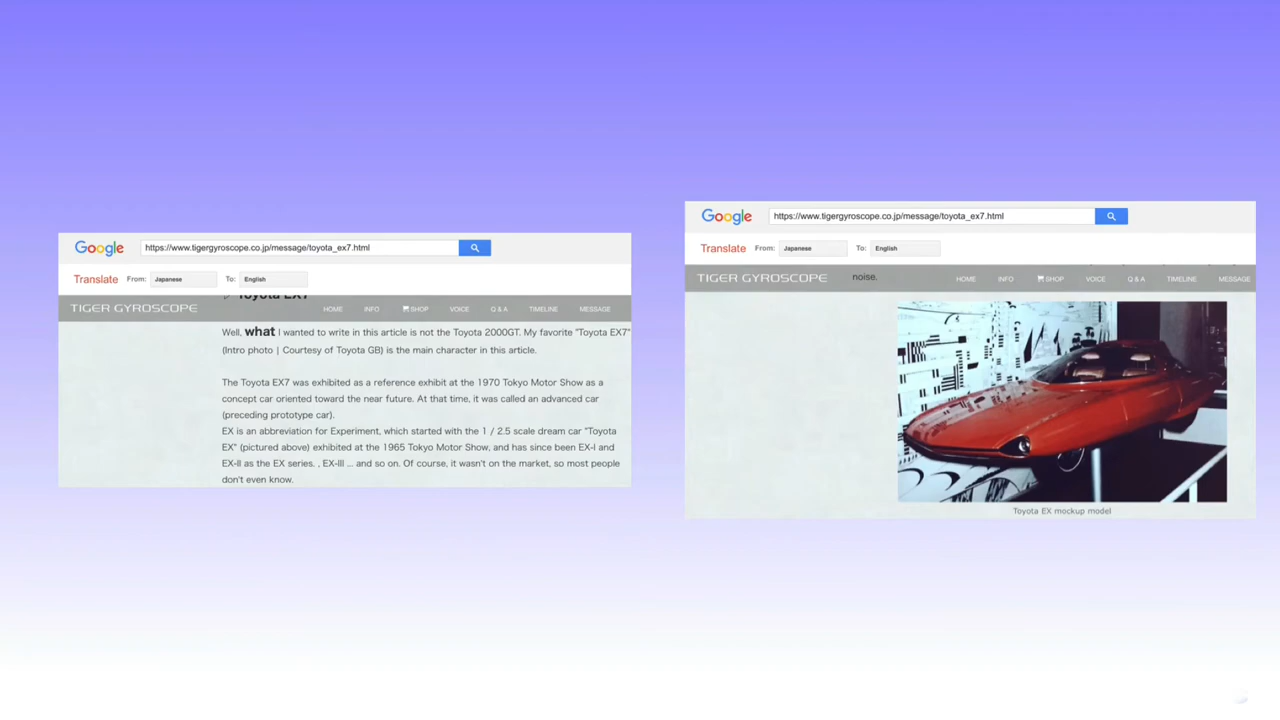 Google
https://www.tigergyroscope.co.jp/message/toyota_ex7.html
Translate From: Japanese To: English
Toyota EX7
TIGER GYROSCOPE HOME INFO SHOP VOICE Q & A TIMELINE MESSAGE
Well, what I wanted to write in this article is not the Toyota 2000GT. My favorite "Toyota EX7"
(Intro photo | Courtesy of Toyota GB) is the main character in this article.
The Toyota EX7 was exhibited as a reference exhibit at the 1970 Tokyo Motor Show as a
concept car oriented toward the near future. At that time, it was called an advanced car
(preceding prototype car).
EX is an abbreviation for Experiment, which started with the 1 / 2.5 scale dream car "Toyota
EX" (pictured above) exhibited at the 1965 Tokyo Motor Show, and has since been EX-I and
EX-II as the EX series. , EX-III ... and so on. Of course, it wasn't on the market, so most people
don't even know.
Google
https://www.tigergyroscope.co.jp/message/toyota_ex7.html
Translate From: Japanese To: English
TIGER GYROSCOPE noise. HOME INFO SHOP VOICE Q & A TIMELINE MESSAGE
Toyota EX mockup model